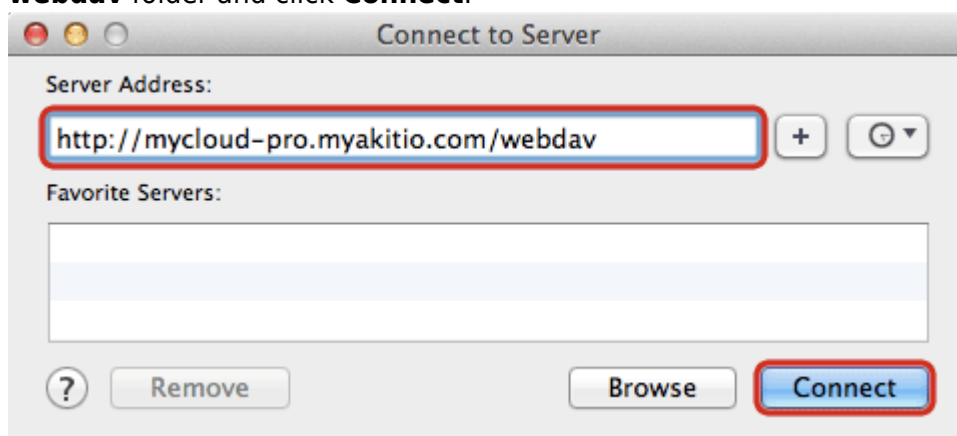 webdav folder and click Connect.
Connect to Server
Server Address:
http://mycloud-pro.myakitio.com/webdav
+
Favorite Servers:
? Remove Browse Connect